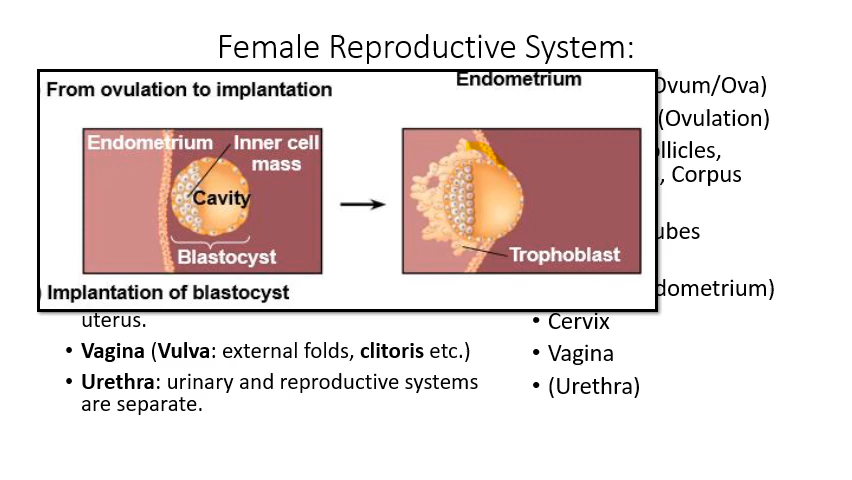 Female Reproductive System:
From ovulation to implantation
Endometrium
Endometrium
Inner cell
mass
Cavity
Blastocyst
Trophoblast
Implantation of blastocyst
uterus.
• Vagina (Vulva: external folds, clitoris etc.)
• Urethra: urinary and reproductive systems
are separate.
Ovum/Ova)
(Ovulation)
, Corpus
dometrium)
• Cervix
• Vagina
• (Urethra)